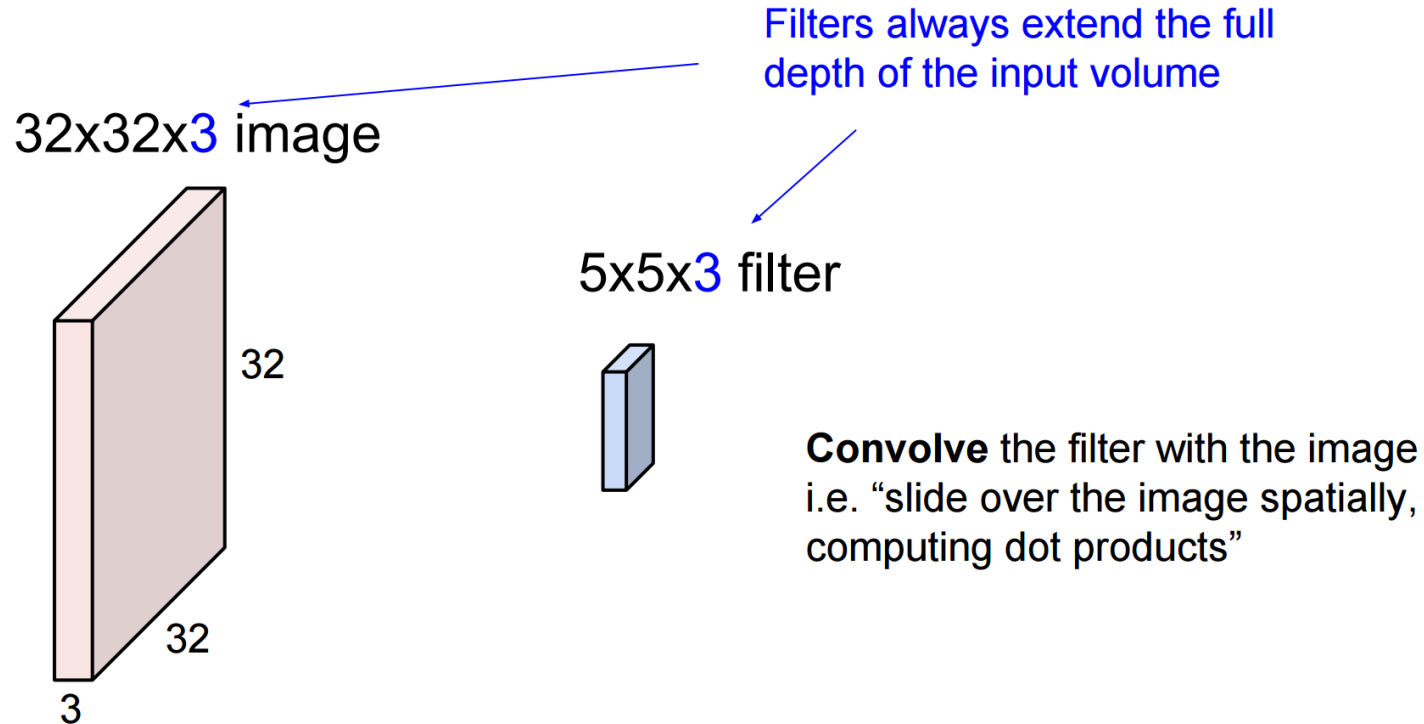 Filters always extend the full
depth of the input volume
32x32x3 image
5x5x3 filter
32
Convolve the filter with the image
i.e. “slide over the image spatially,
computing dot products”
32
3